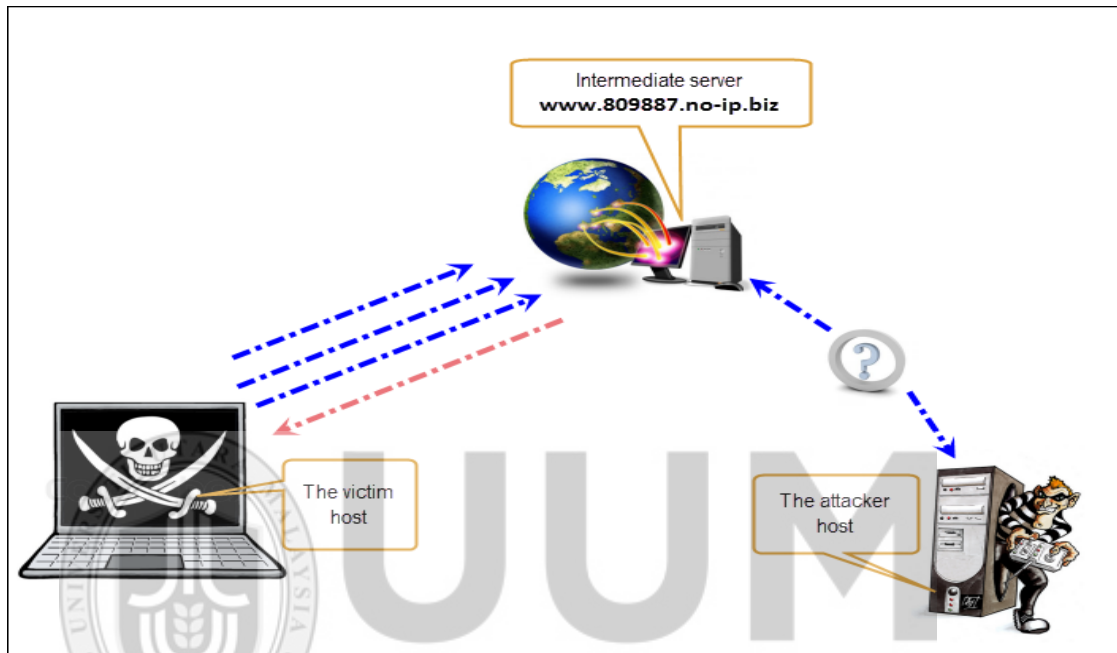 Intermediate server
www.809887.no-ip.biz
?
The victim
host
The attacker
host
UUM